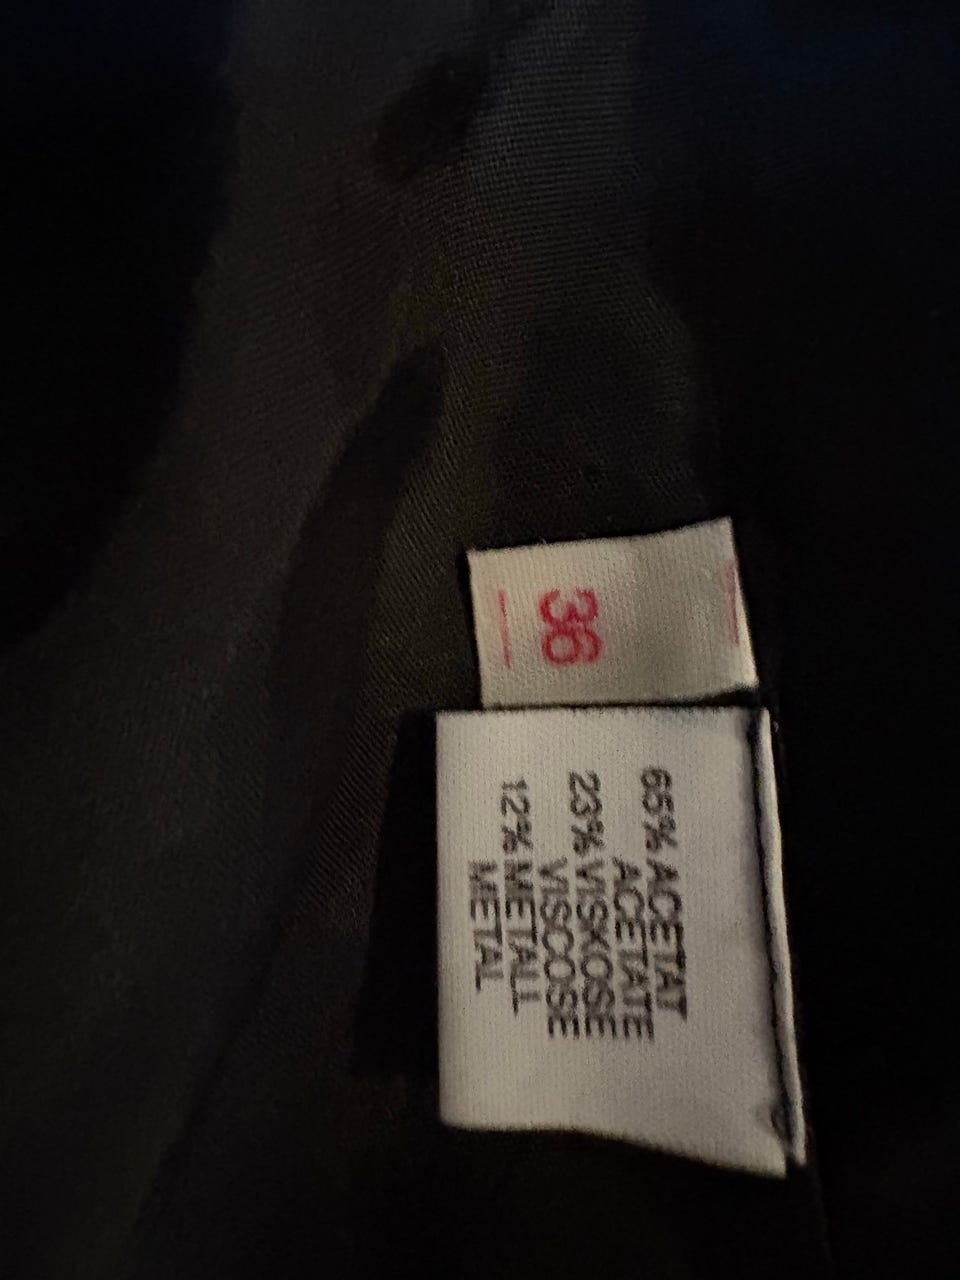 36
65% ACETAT
ACETATE
23% VISKOSE
VISCOSE
12% METALL
METAL